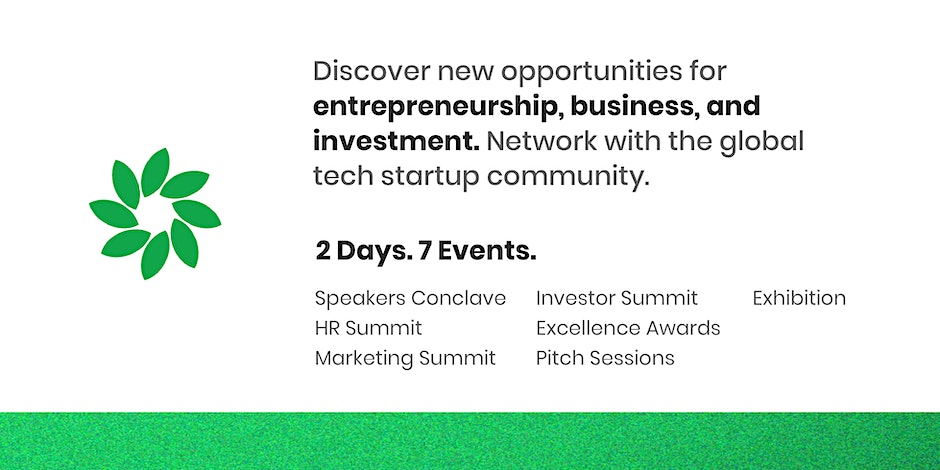 Discover new opportunities for
entrepreneurship, business, and
investment. Network with the global
tech startup community.
2 Days. 7 Events.
Speakers Conclave
HR Summit
Marketing Summit
Investor Summit
Excellence Awards
Pitch Sessions
Exhibition